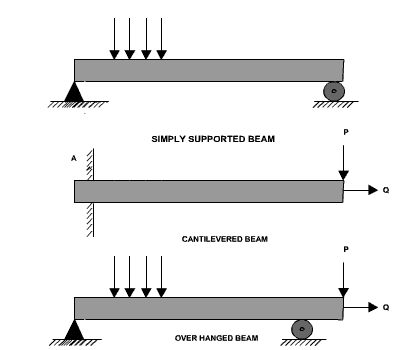 SIMPLY SUPPORTED BEAM
P
A
Q
CANTILEVERED BEAM
P
Q
OVER HANGED BEAM